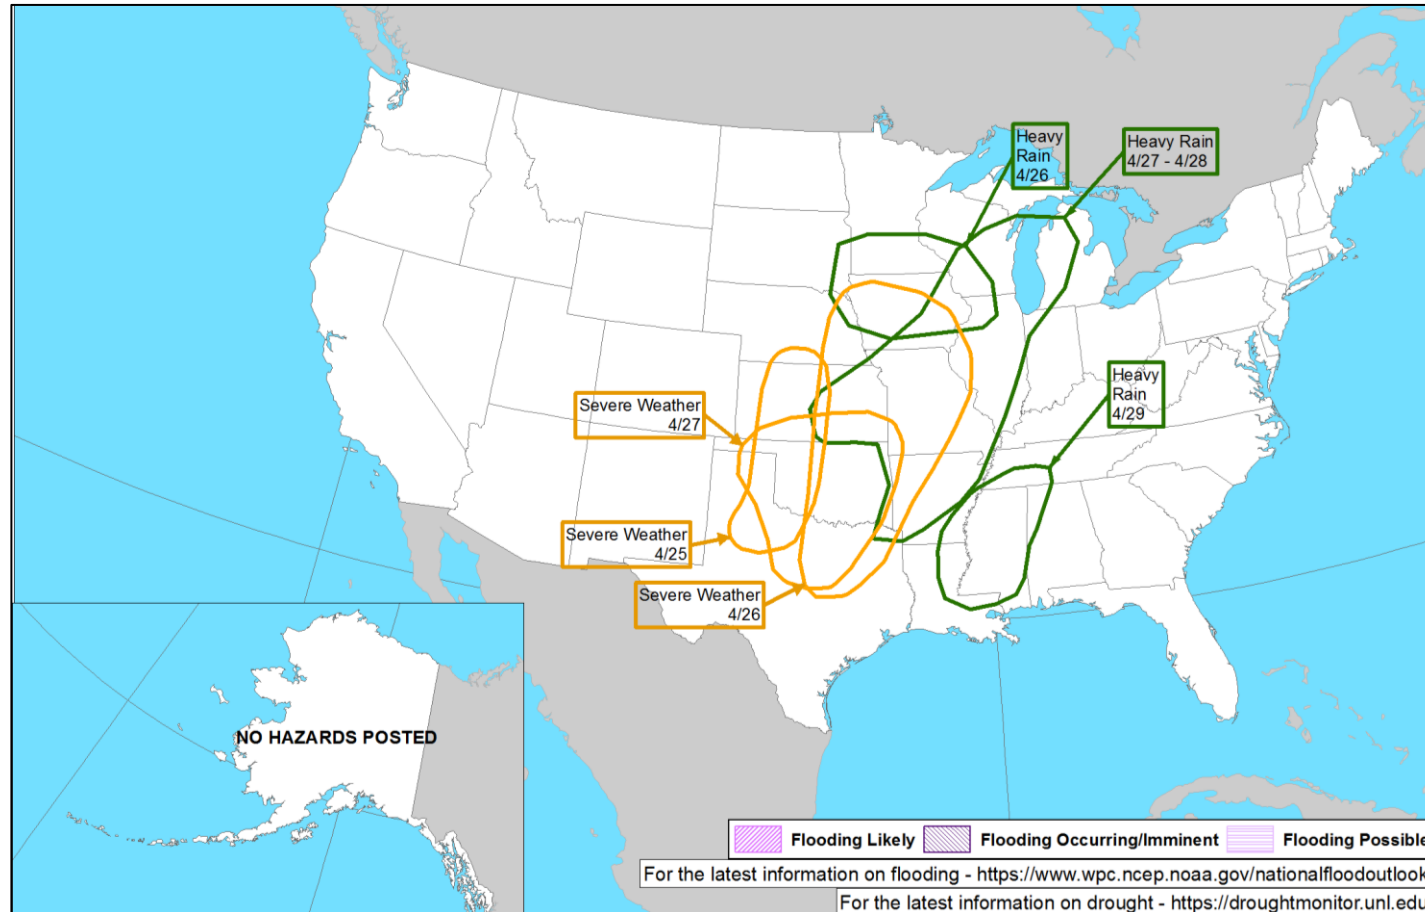 Heavy
Rain
4/26
Heavy Rain
4/27 - 4/28
Heavy
Rain
4/29
Severe Weather
4/27
Severe Weather
4/25
Severe Weather
4/26
NO HAZARDS POSTED
Flooding Likely
Flooding Occurring/Imminent
Flooding Possible
For the latest information on flooding - https://www.wpc.ncep.noaa.gov/nationalfloodoutlook
For the latest information on drought - https://droughtmonitor.unl.edu